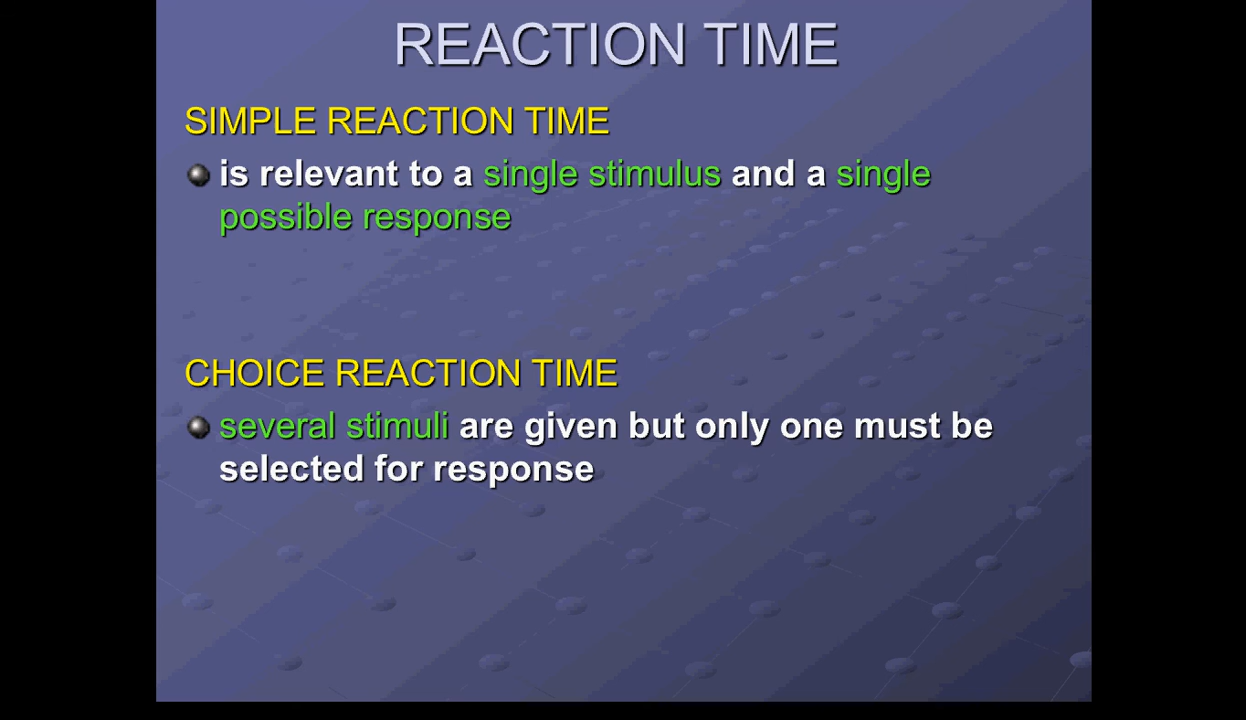 REACTION TIME
SIMPLE REACTION TIME
is relevant to a single stimulus and a single
possible response
CHOICE REACTION TIME
several stimuli are given but only one must be
selected for response